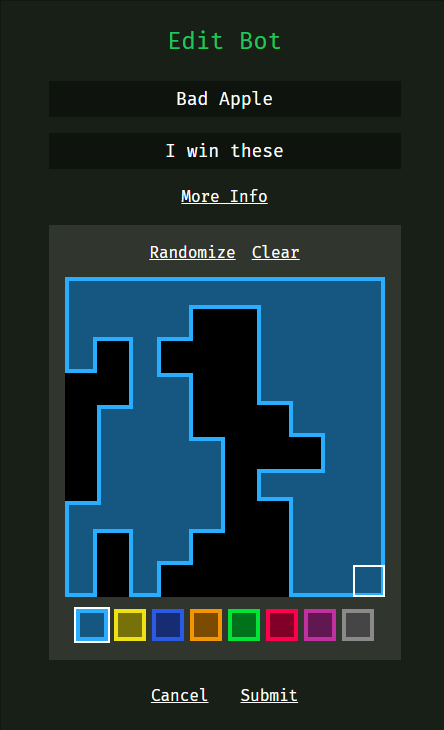 Edit Bot
Bad Apple
I win these
More Info
Randomize Clear
Cancel Submit